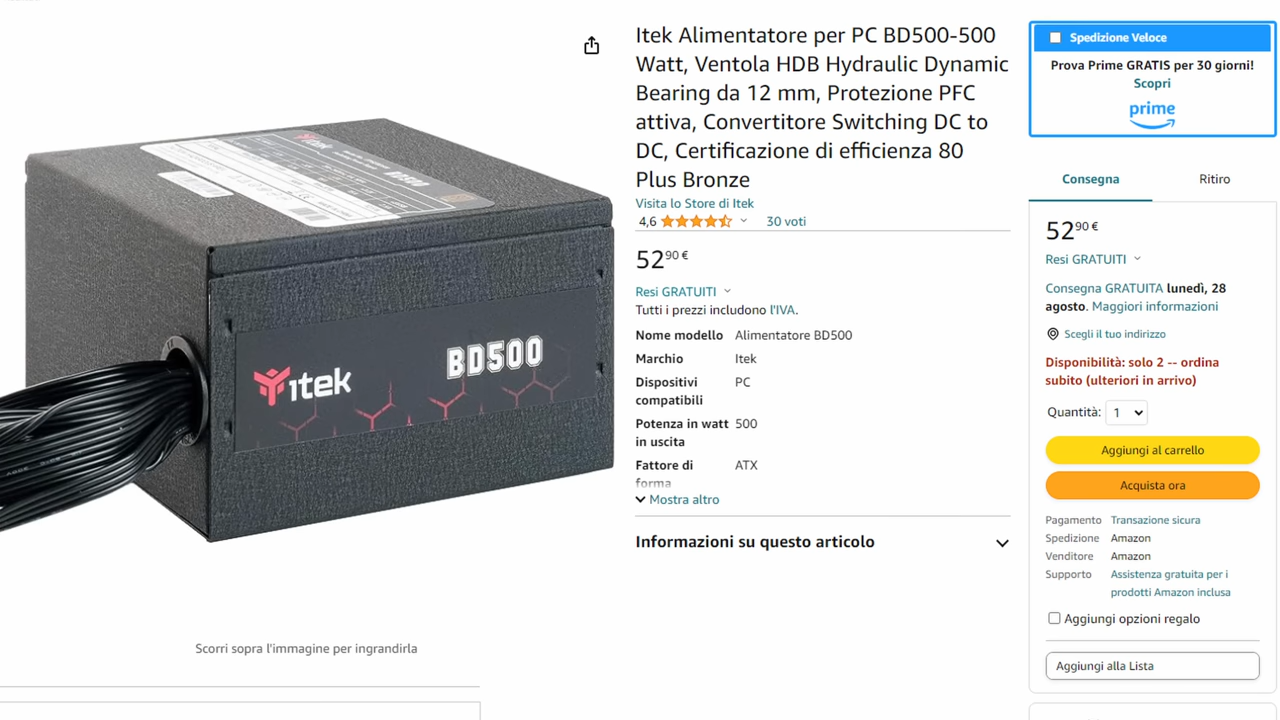 itek
BD500
itek
BD500
Scorri sopra l'immagine per ingrandirla
Itek Alimentatore per PC BD500-500
Watt, Ventola HDB Hydraulic Dynamic
Bearing da 12 mm, Protezione PFC
attiva, Convertitore Switching DC to
DC, Certificazione di efficienza 80
Plus Bronze
Visita lo Store di Itek
4,6 30 voti
5290 €
Resi GRATUITI
Tutti i prezzi includono l'IVA.
Nome modello Alimentatore BD500
Marchio Itek
Dispositivi PC
compatibili
Potenza in watt 500
in uscita
Fattore di ATX
forma
Mostra altro
Informazioni su questo articolo
Spedizione Veloce
Prova Prime GRATIS per 30 giorni!
Scopri
prime
Consegna Ritiro
5290 €
Resi GRATUITI
Consegna GRATUITA lunedì, 28
agosto. Maggiori informazioni
Scegli il tuo indirizzo
Disponibilità: solo 2 -- ordina
subito (ulteriori in arrivo)
Quantità: 1
Aggiungi al carrello
Acquista ora
Pagamento Transazione sicura
Spedizione Amazon
Venditore Amazon
Supporto Assistenza gratuita per i
prodotti Amazon inclusa
Aggiungi opzioni regalo
Aggiungi alla Lista